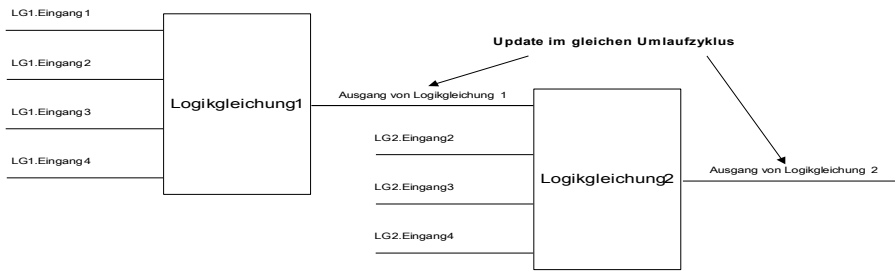 LG1.Eingang1
LG1.Eingang2
LG1.Eingang3
LG1.Eingang4
Logikgleichung1
Update im gleichen Umlaufzyklus
Ausgang von Logikgleichung 1
LG2.Eingang2
LG2.Eingang3
LG2.Eingang4
Logikgleichung2
Ausgang von Logikgleichung 2